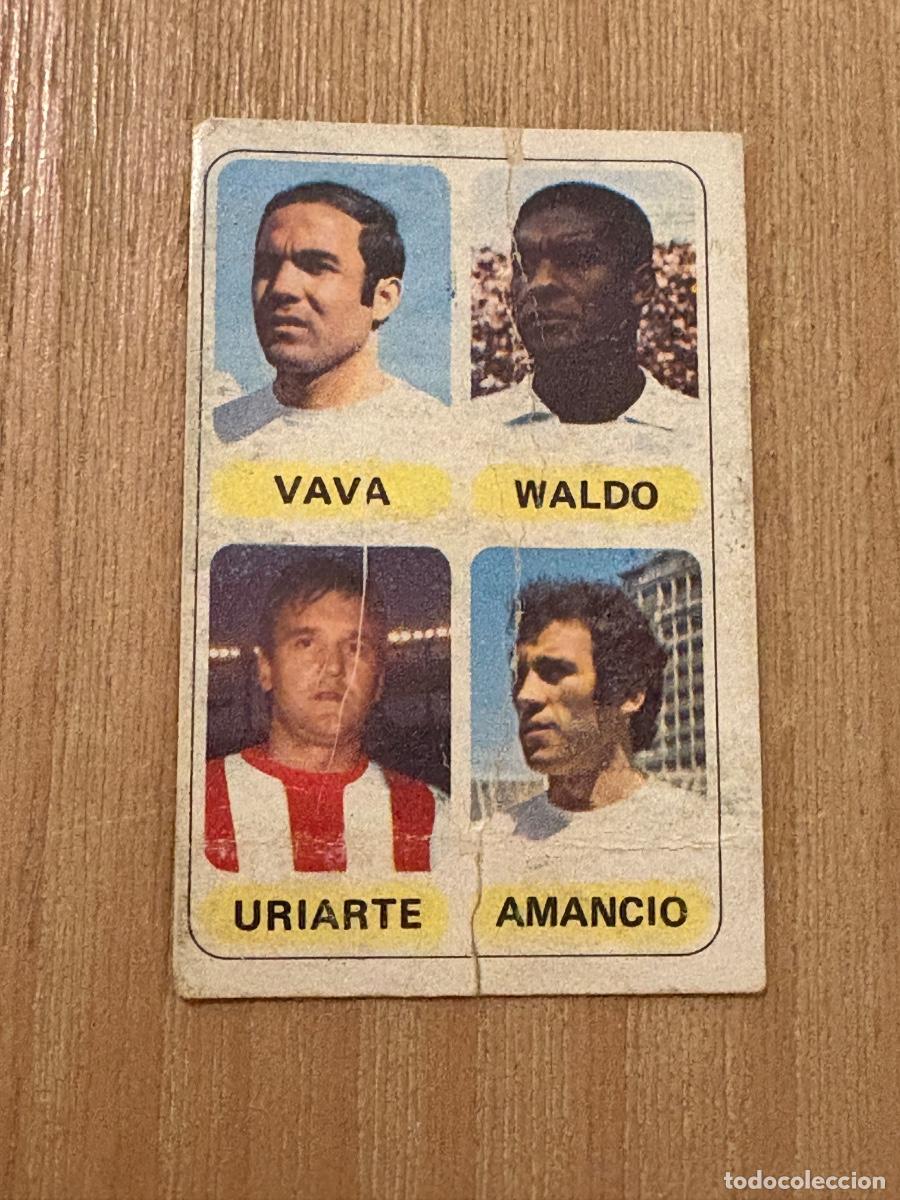 VAVA
WALDO
URIARTE
AMANCIO
todocoleccion